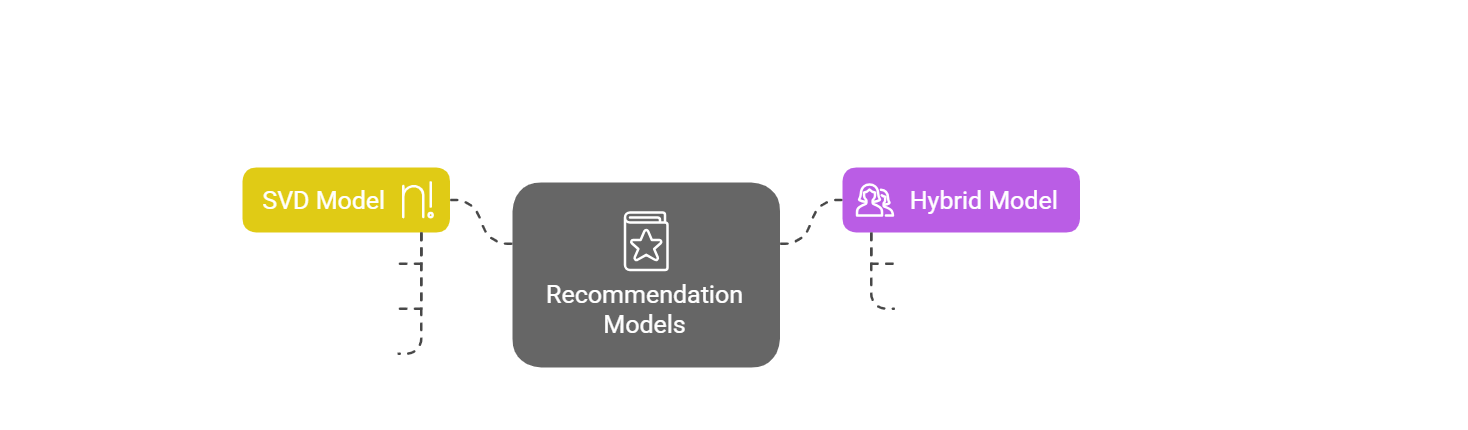 SVD Model
n!
Recommendation
Models
Hybrid Model